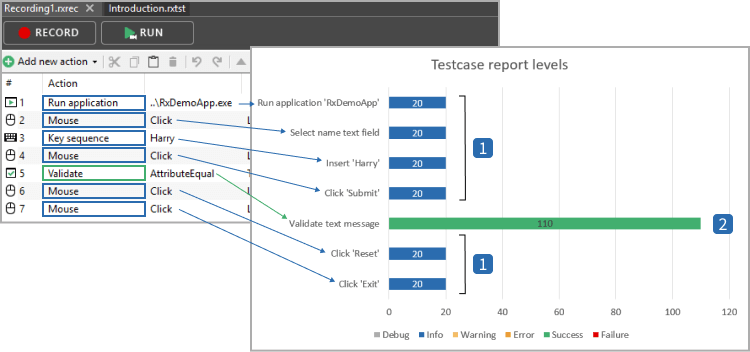 Recording1.rxrec ✕ Introduction.rxtst
RECORD RUN
Add new action
# Action
1 Run application ..\RxDemoApp.exe
2 Mouse Click L
3 Key sequence Harry
4 Mouse Click L
5 Validate AttributeEqual
6 Mouse Click L
7 Mouse Click L
Testcase report levels
Run application 'RxDemoApp' 20
Select name text field 20
1
Insert 'Harry' 20
Click 'Submit' 20
Validate text message 110 2
Click 'Reset' 20
1
Click 'Exit' 20
0 20 40 60 80 100 120
Debug Info Warning Error Success Failure